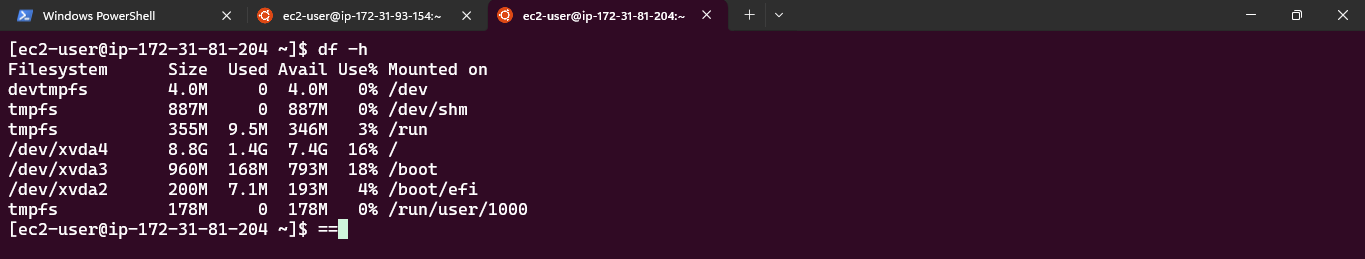 Windows PowerShell ec2-user@ip-172-31-93-154:~ ec2-user@ip-172-31-81-204:~
[ec2-user@ip-172-31-81-204 ~]$ df -h
Filesystem      Size  Used Avail Use% Mounted on
devtmpfs        4.0M     0  4.0M   0% /dev
tmpfs           887M     0  887M   0% /dev/shm
tmpfs           355M  9.5M  346M   3% /run
/dev/xvda4      8.8G  1.4G  7.4G  16% /
/dev/xvda3      960M  168M  793M  18% /boot
/dev/xvda2      200M  7.1M  193M   4% /boot/efi
tmpfs           178M     0  178M   0% /run/user/1000
[ec2-user@ip-172-31-81-204 ~]$ ==